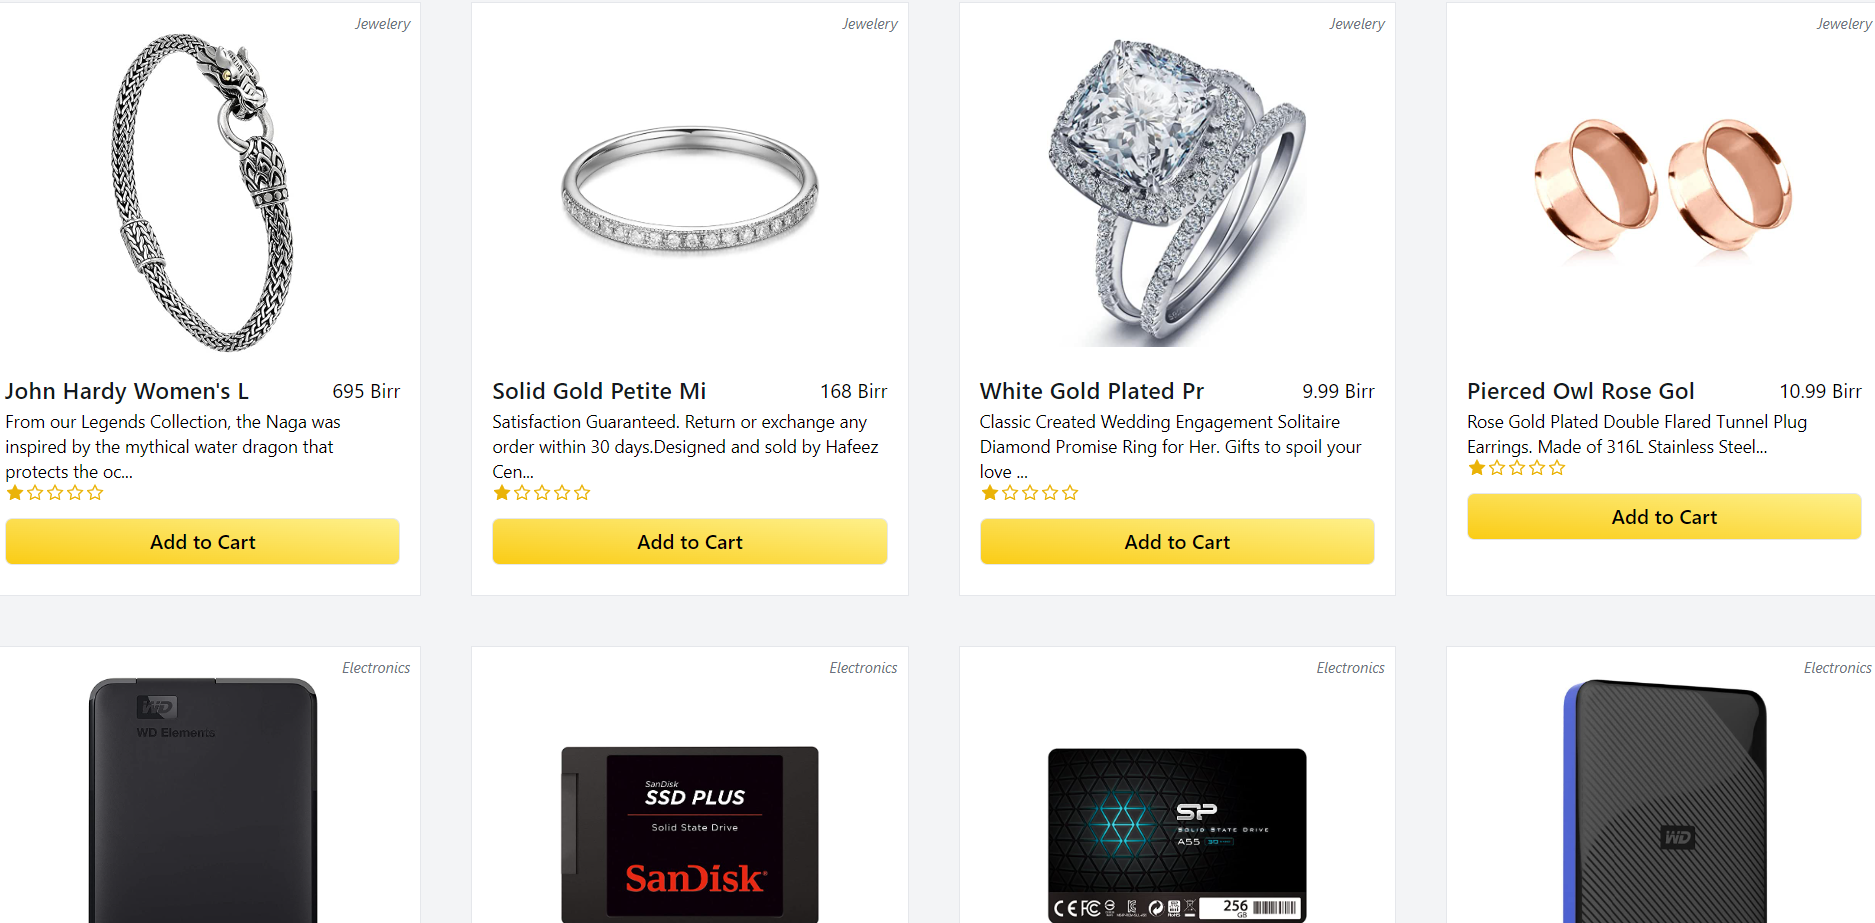 Jewelery
John Hardy Women's L 695 Birr
From our Legends Collection, the Naga was
inspired by the mythical water dragon that
protects the oc...
Add to Cart
Jewelery
Solid Gold Petite Mi 168 Birr
Satisfaction Guaranteed. Return or exchange any
order within 30 days.Designed and sold by Hafeez
Cen...
Add to Cart
Jewelery
White Gold Plated Pr 9.99 Birr
Classic Created Wedding Engagement Solitaire
Diamond Promise Ring for Her. Gifts to spoil your
love ...
Add to Cart
Jewelery
Pierced Owl Rose Gol 10.99 Birr
Rose Gold Plated Double Flared Tunnel Plug
Earrings. Made of 316L Stainless Steel...
Add to Cart
Electronics
WD
WD Elements
Electronics
SanDisk
SSD PLUS
Solid State Drive
SanDisk
Electronics
SP
SOLID STATE DRIVE
A55
CE FC
256
GB
Electronics
WD